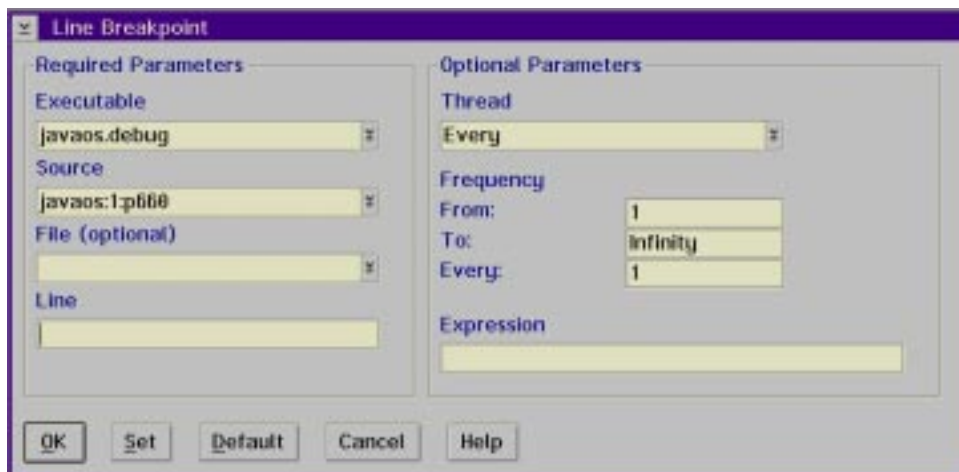 Line Breakpoint
Required Parameters
Executable
javaos.debug
Source
javaos:1:p660
File (optional)
Line
Optional Parameters
Thread
Every
Frequency
From: 1
To: Infinity
Every: 1
Expression
OK Set Default Cancel Help